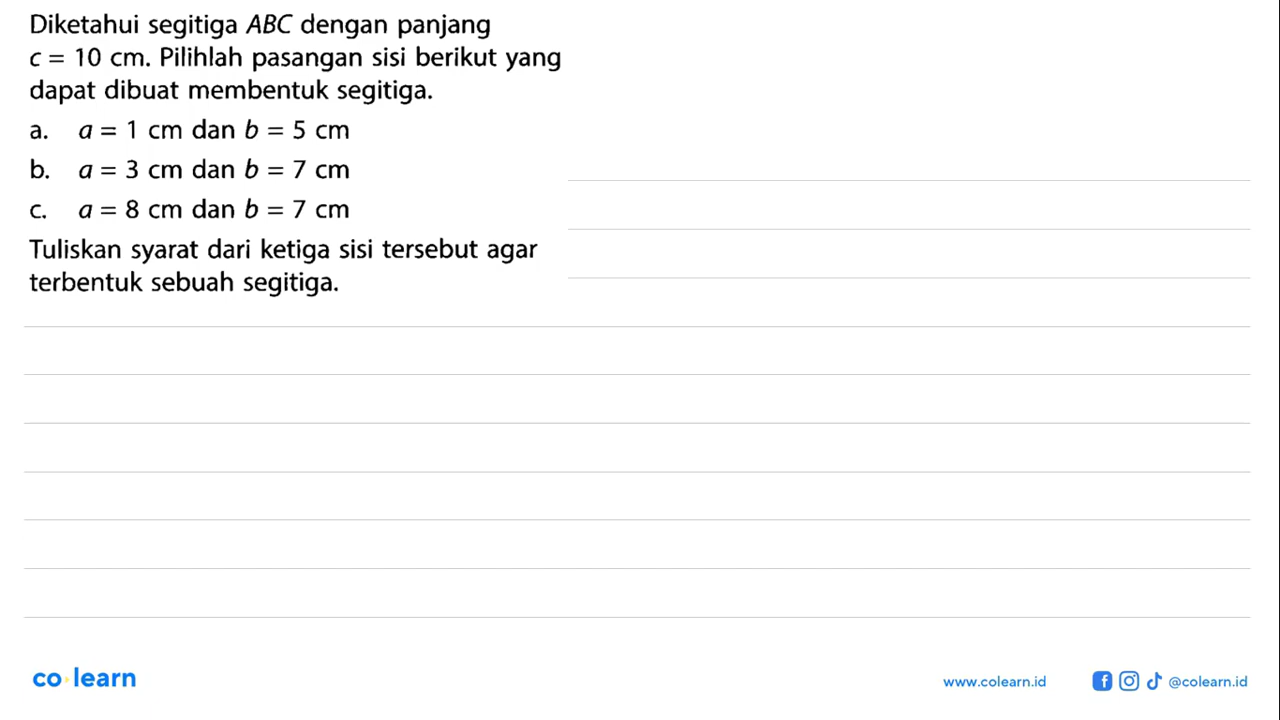 Diketahui segitiga ABC dengan panjang
c = 10 cm. Pilihlah pasangan sisi berikut yang
dapat dibuat membentuk segitiga.
a. a = 1 cm dan b = 5 cm
b. a = 3 cm dan b = 7 cm
c. a = 8 cm dan b = 7 cm
Tuliskan syarat dari ketiga sisi tersebut agar
terbentuk sebuah segitiga.
co learn
www.colearn.id
@colearn.id